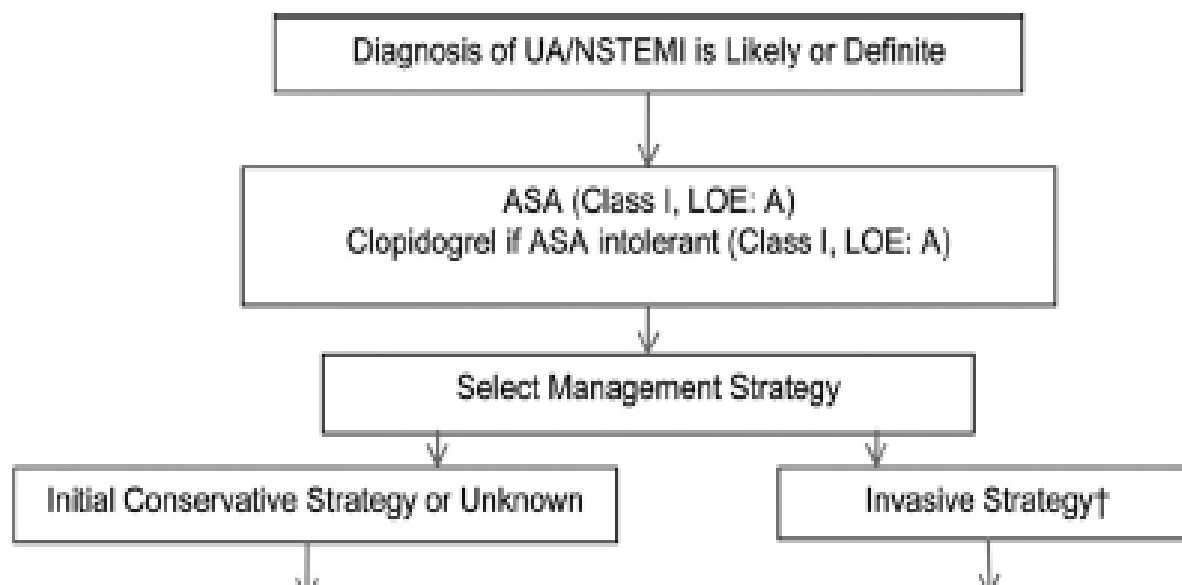 Diagnosis of UA/NSTEMI is Likely or Definite
ASA (Class I, LOE: A)
Clopidogrel if ASA intolerant (Class I, LOE: A)
Select Management Strategy
Initial Conservative Strategy or Unknown
Invasive Strategy†